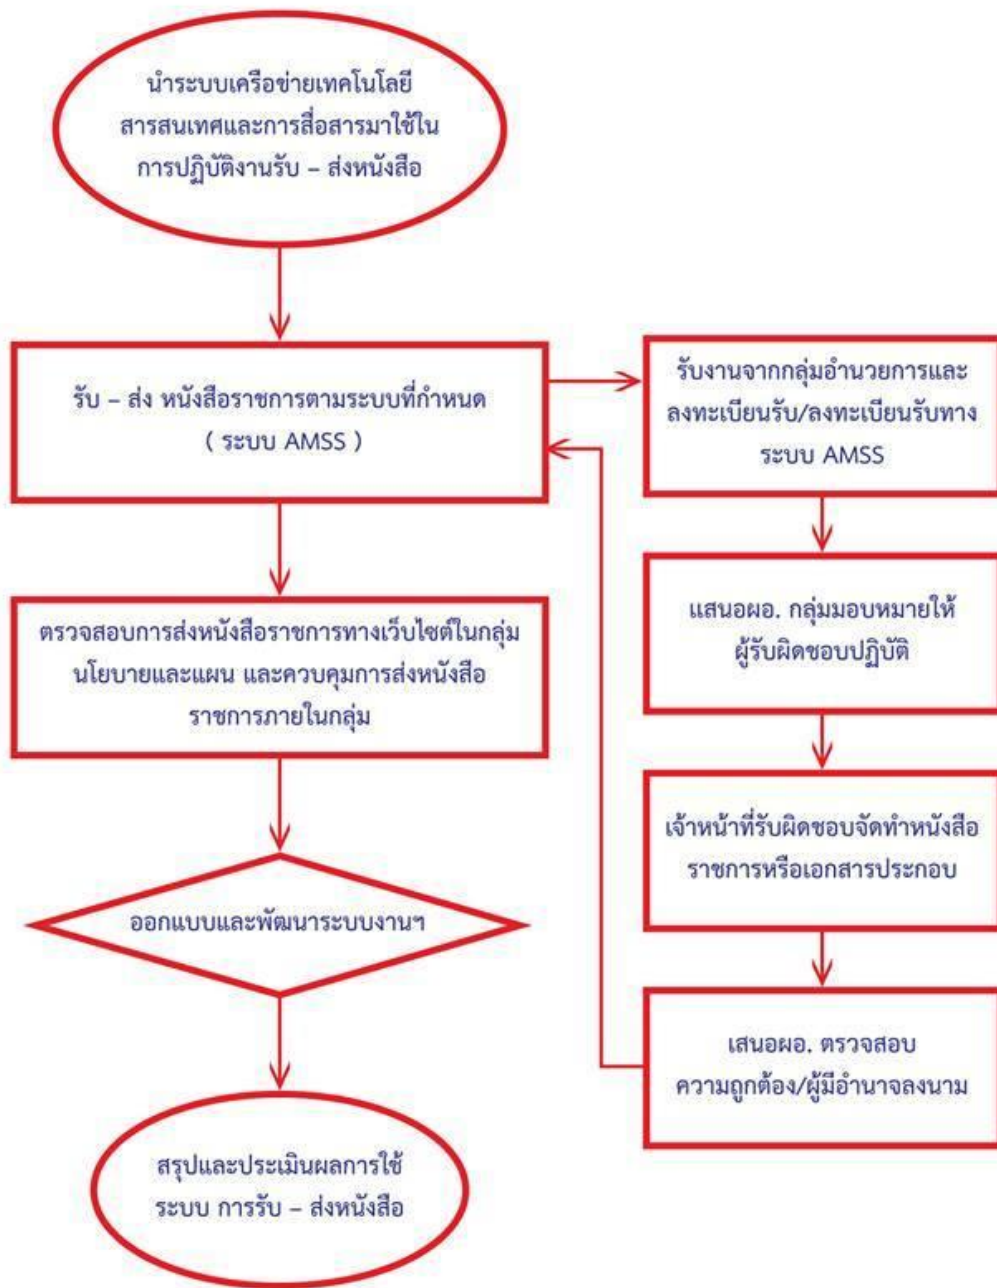 นำระบบเครือข่ายเทคโนโลยี
สารสนเทศและการสื่อสารมาใช้ใน
การปฏิบัติงานรับ – ส่งหนังสือ
รับ – ส่ง หนังสือราชการตามระบบที่กำหนด
( ระบบ AMSS )
ตรวจสอบการส่งหนังสือราชการทางเว็บไซต์ในกลุ่ม
นโยบายและแผน และควบคุมการส่งหนังสือ
ราชการภายในกลุ่ม
ออกแบบและพัฒนาระบบงานฯ
สรุปและประเมินผลการใช้
ระบบ การรับ – ส่งหนังสือ
รับงานจากกลุ่มอำนวยการและ
ลงทะเบียนรับ/ลงทะเบียนรับทาง
ระบบ AMSS
แสนอผอ. กลุ่มมอบหมายให้
ผู้รับผิดชอบปฏิบัติ
เจ้าหน้าที่รับผิดชอบจัดทำหนังสือ
ราชการหรือเอกสารประกอบ
เสนอผอ. ตรวจสอบ
ความถูกต้อง/ผู้มีอำนาจลงนาม